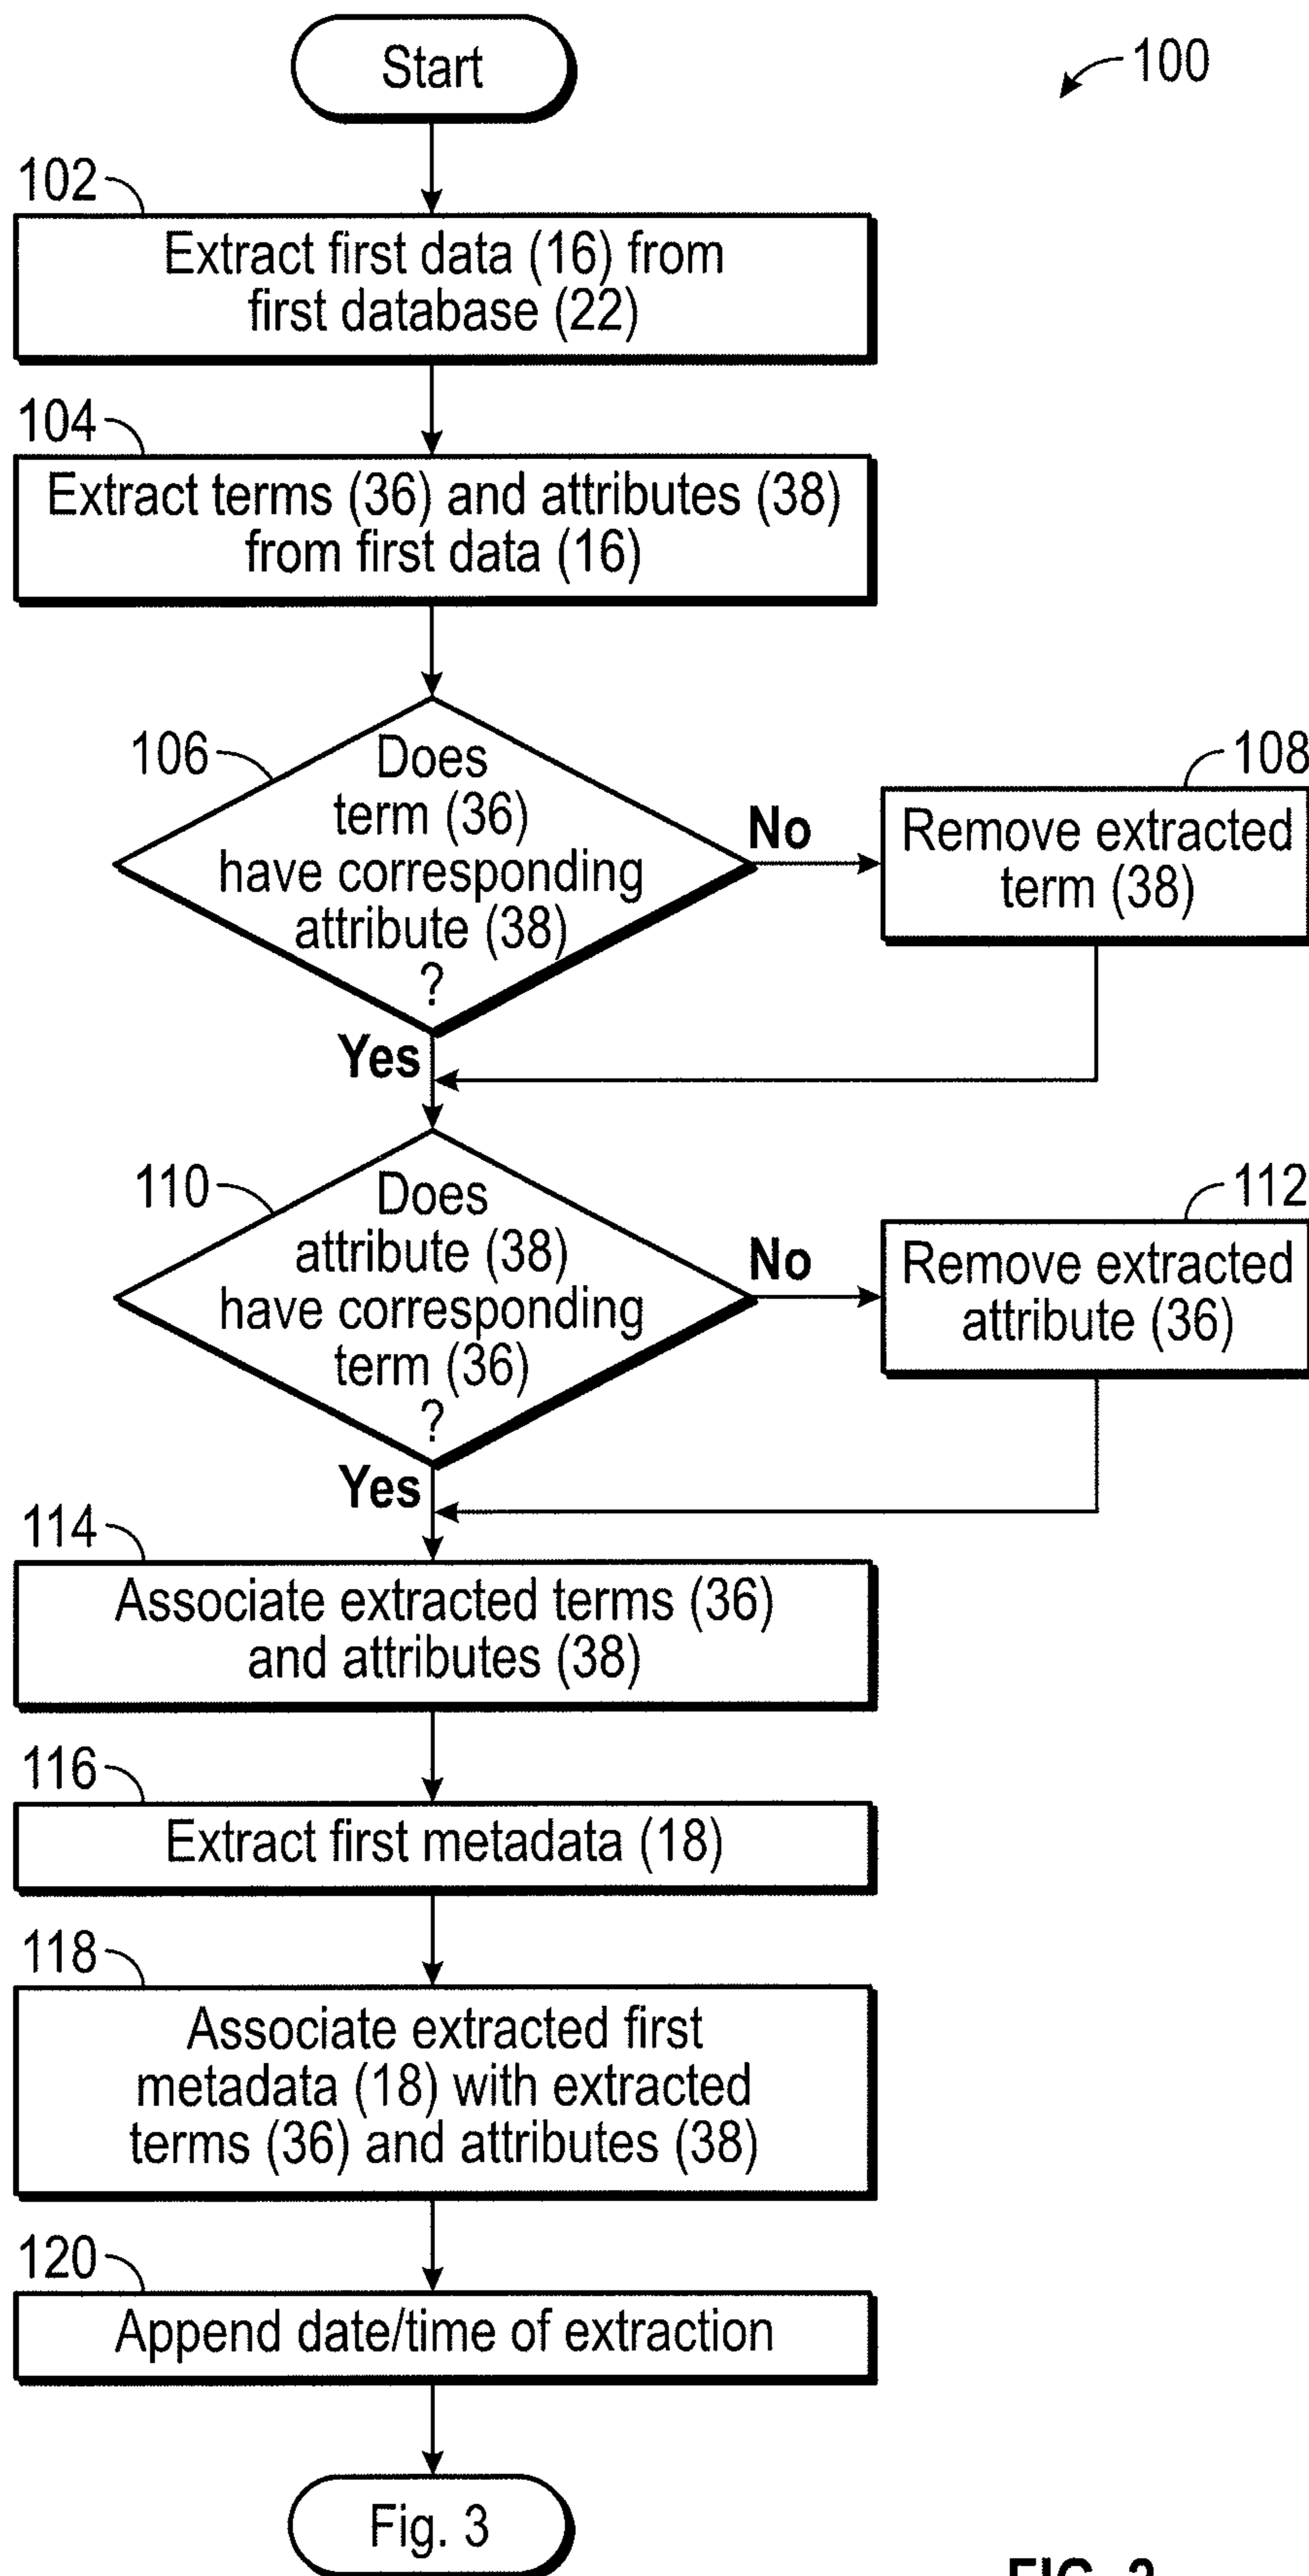 Start
100
102
Extract first data (16) from
first database (22)
104
Extract terms (36) and attributes (38)
from first data (16)
106
Does
term (36)
have corresponding
attribute (38)
?
No
108
Remove extracted
term (38)
Yes
110
Does
attribute (38)
have corresponding
term (36)
?
No
112
Remove extracted
attribute (36)
Yes
114
Associate extracted terms (36)
and attributes (38)
116
Extract first metadata (18)
118
Associate extracted first
metadata (18) with extracted
terms (36) and attributes (38)
120
Append date/time of extraction
Fig. 3